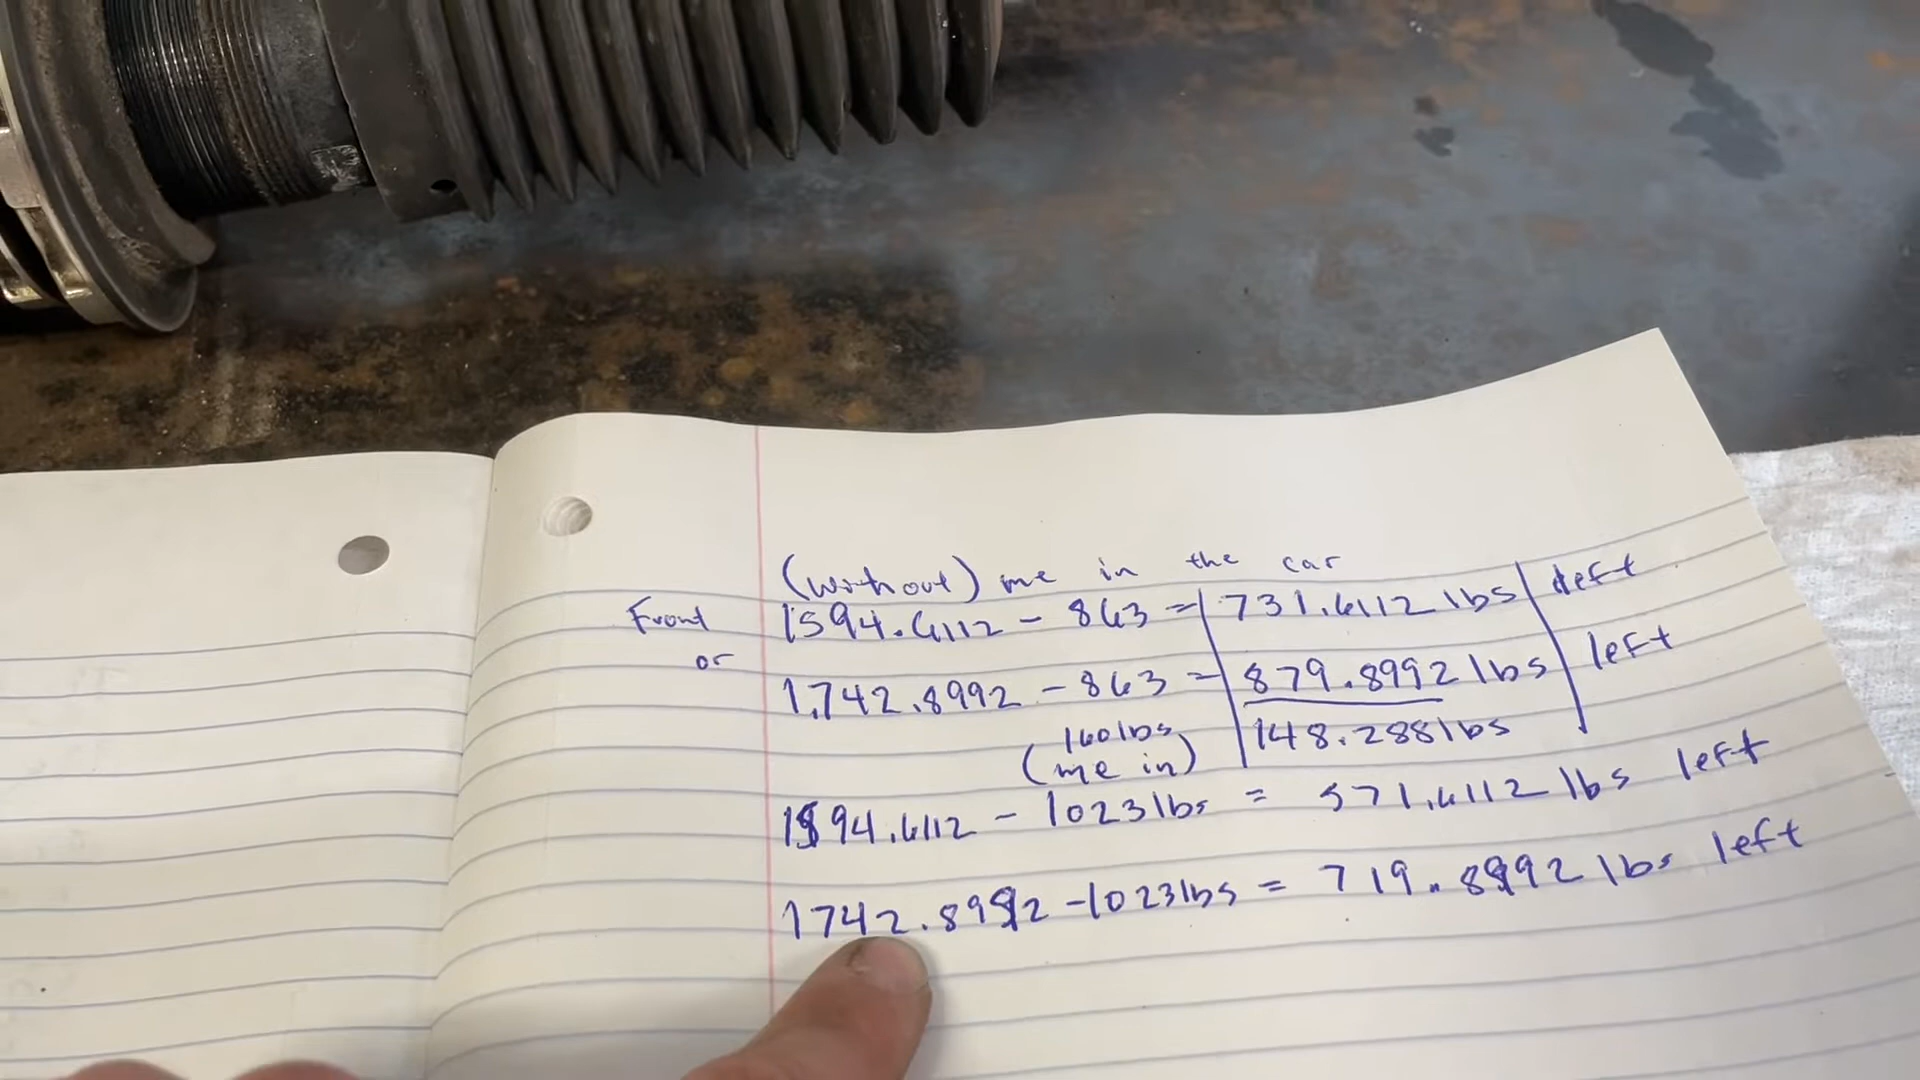 (without) me in the car
Front 1594.6112 - 863 = 731.6112 lbs left
or
1,742.8992 - 863 = 879.8992 lbs left
160lbs 148.288lbs
(me in)
1594.6112 - 1023lbs = 571.6112 lbs left
1742.8992 - 1023lbs = 719.8992 lbs left